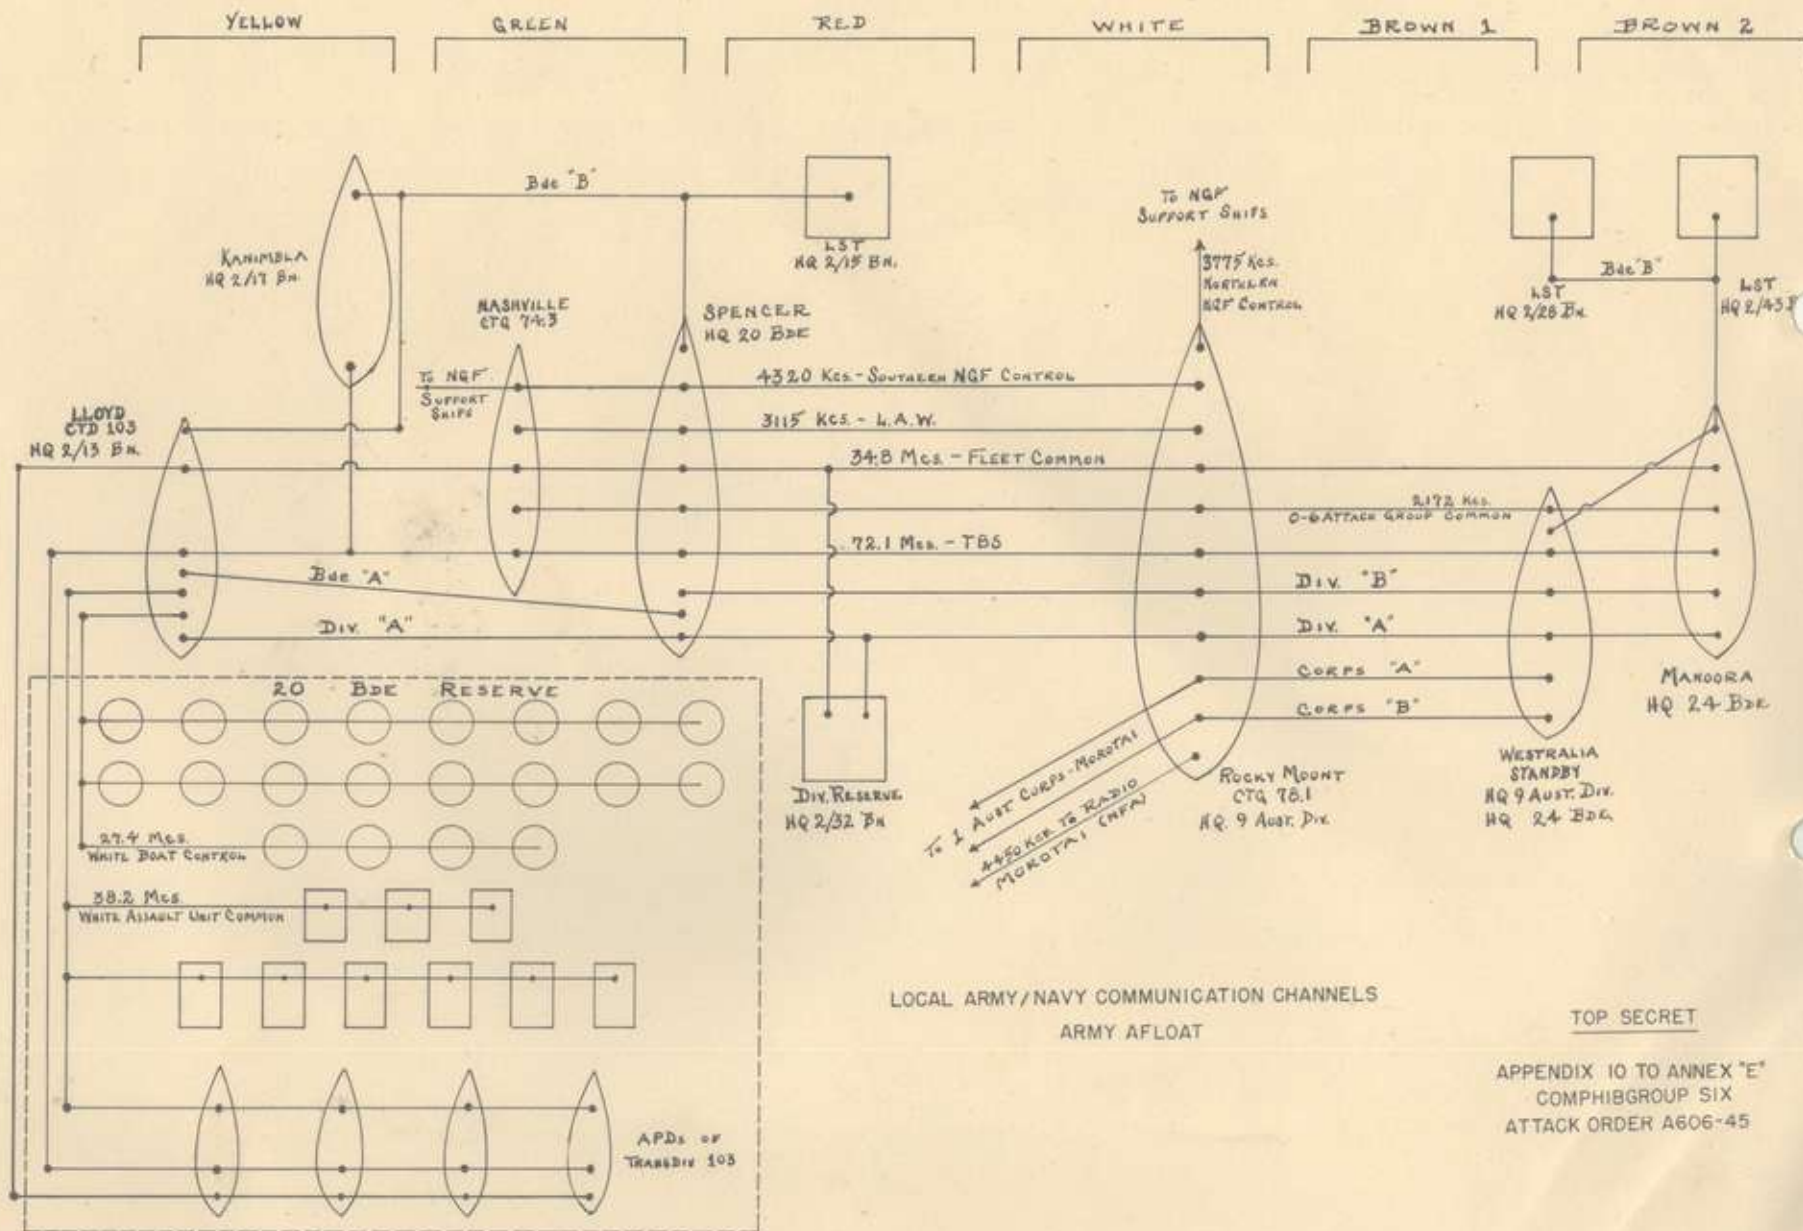 YELLOW
GREEN
RED
WHITE
BROWN 1
BROWN 2
Bde "B"
KANIMBLA
HQ 2/17 BN.
LST
HQ 2/15 BN.
TO NGF
SUPPORT SHIPS
3775 KCS.
NORTHERN
NGF CONTROL
Bde "B"
LST
HQ 2/28 BN
LST
HQ 2/43 B
NASHVILLE
CTG 74.3
SPENCER
HQ 20 BDE
TO NGF
SUPPORT
SHIPS
4320 KCS.-SOUTHERN NGF CONTROL
LLOYD
CTD 103
HQ 2/13 BN.
3115 KCS. - L.A.W.
34.8 MCS. - FLEET COMMON
2172 KCS.
0-6 ATTACK GROUP COMMON
72.1 MCS. - TBS
Bde "A"
DIV. "B"
DIV. "A"
DIV. "A"
CORPS "A"
CORPS "B"
MANOORA
HQ 24 BDE
20 BDE RESERVE
DIV. RESERVE
HQ 2/32 BN
TO 1 AUST CORPS-MOROTAI
4450 KCS. TO RADIO
MOROTAI (NFA)
ROCKY MOUNT
CTG 78.1
HQ. 9 AUST. DIV.
WESTRALIA
STANDBY
HQ 9 AUST. DIV.
HQ 24 BDE.
27.4 MCS.
WHITE BOAT CONTROL
38.2 MCS.
WHITE ASSAULT UNIT COMMON
APDs OF
TRANSDIV 103
LOCAL ARMY/NAVY COMMUNICATION CHANNELS
ARMY AFLOAT
TOP SECRET
APPENDIX 10 TO ANNEX "E"
COMPHIBGROUP SIX
ATTACK ORDER A606-45